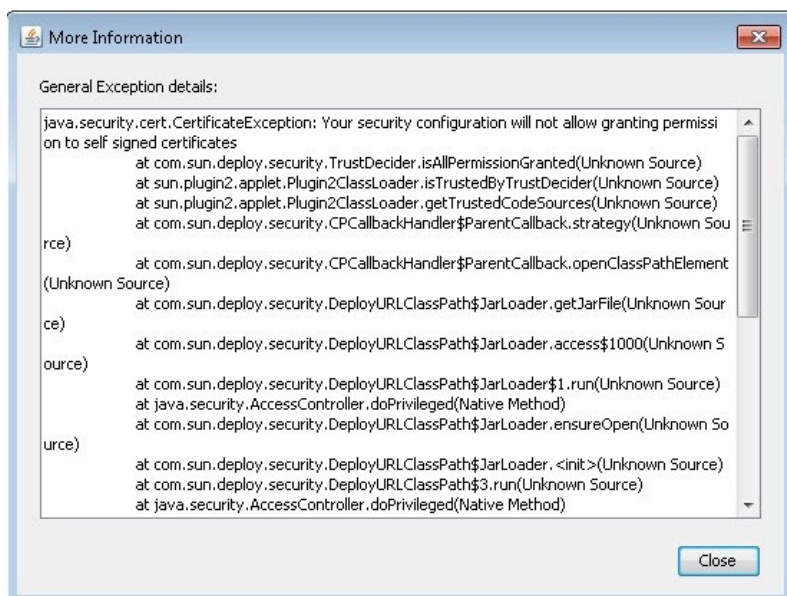 More Information
General Exception details:
java.security.cert.CertificateException: Your security configuration will not allow granting permissi
on to self signed certificates
at com.sun.deploy.security.TrustDecider.isAllPermissionGranted(Unknown Source)
at sun.plugin2.applet.Plugin2ClassLoader.isTrustedByTrustDecider(Unknown Source)
at sun.plugin2.applet.Plugin2ClassLoader.getTrustedCodeSources(Unknown Source)
at com.sun.deploy.security.CPCallbackHandler$ParentCallback.strategy(Unknown Sou
rce)
at com.sun.deploy.security.CPCallbackHandler$ParentCallback.openClassPathElement
(Unknown Source)
at com.sun.deploy.security.DeployURLClassPath$JarLoader.getJarFile(Unknown Sour
ce)
at com.sun.deploy.security.DeployURLClassPath$JarLoader.access$1000(Unknown S
ource)
at com.sun.deploy.security.DeployURLClassPath$JarLoader$1.run(Unknown Source)
at java.security.AccessController.doPrivileged(Native Method)
at com.sun.deploy.security.DeployURLClassPath$JarLoader.ensureOpen(Unknown So
urce)
at com.sun.deploy.security.DeployURLClassPath$JarLoader.<init>(Unknown Source)
at com.sun.deploy.security.DeployURLClassPath$3.run(Unknown Source)
at java.security.AccessController.doPrivileged(Native Method)
Close